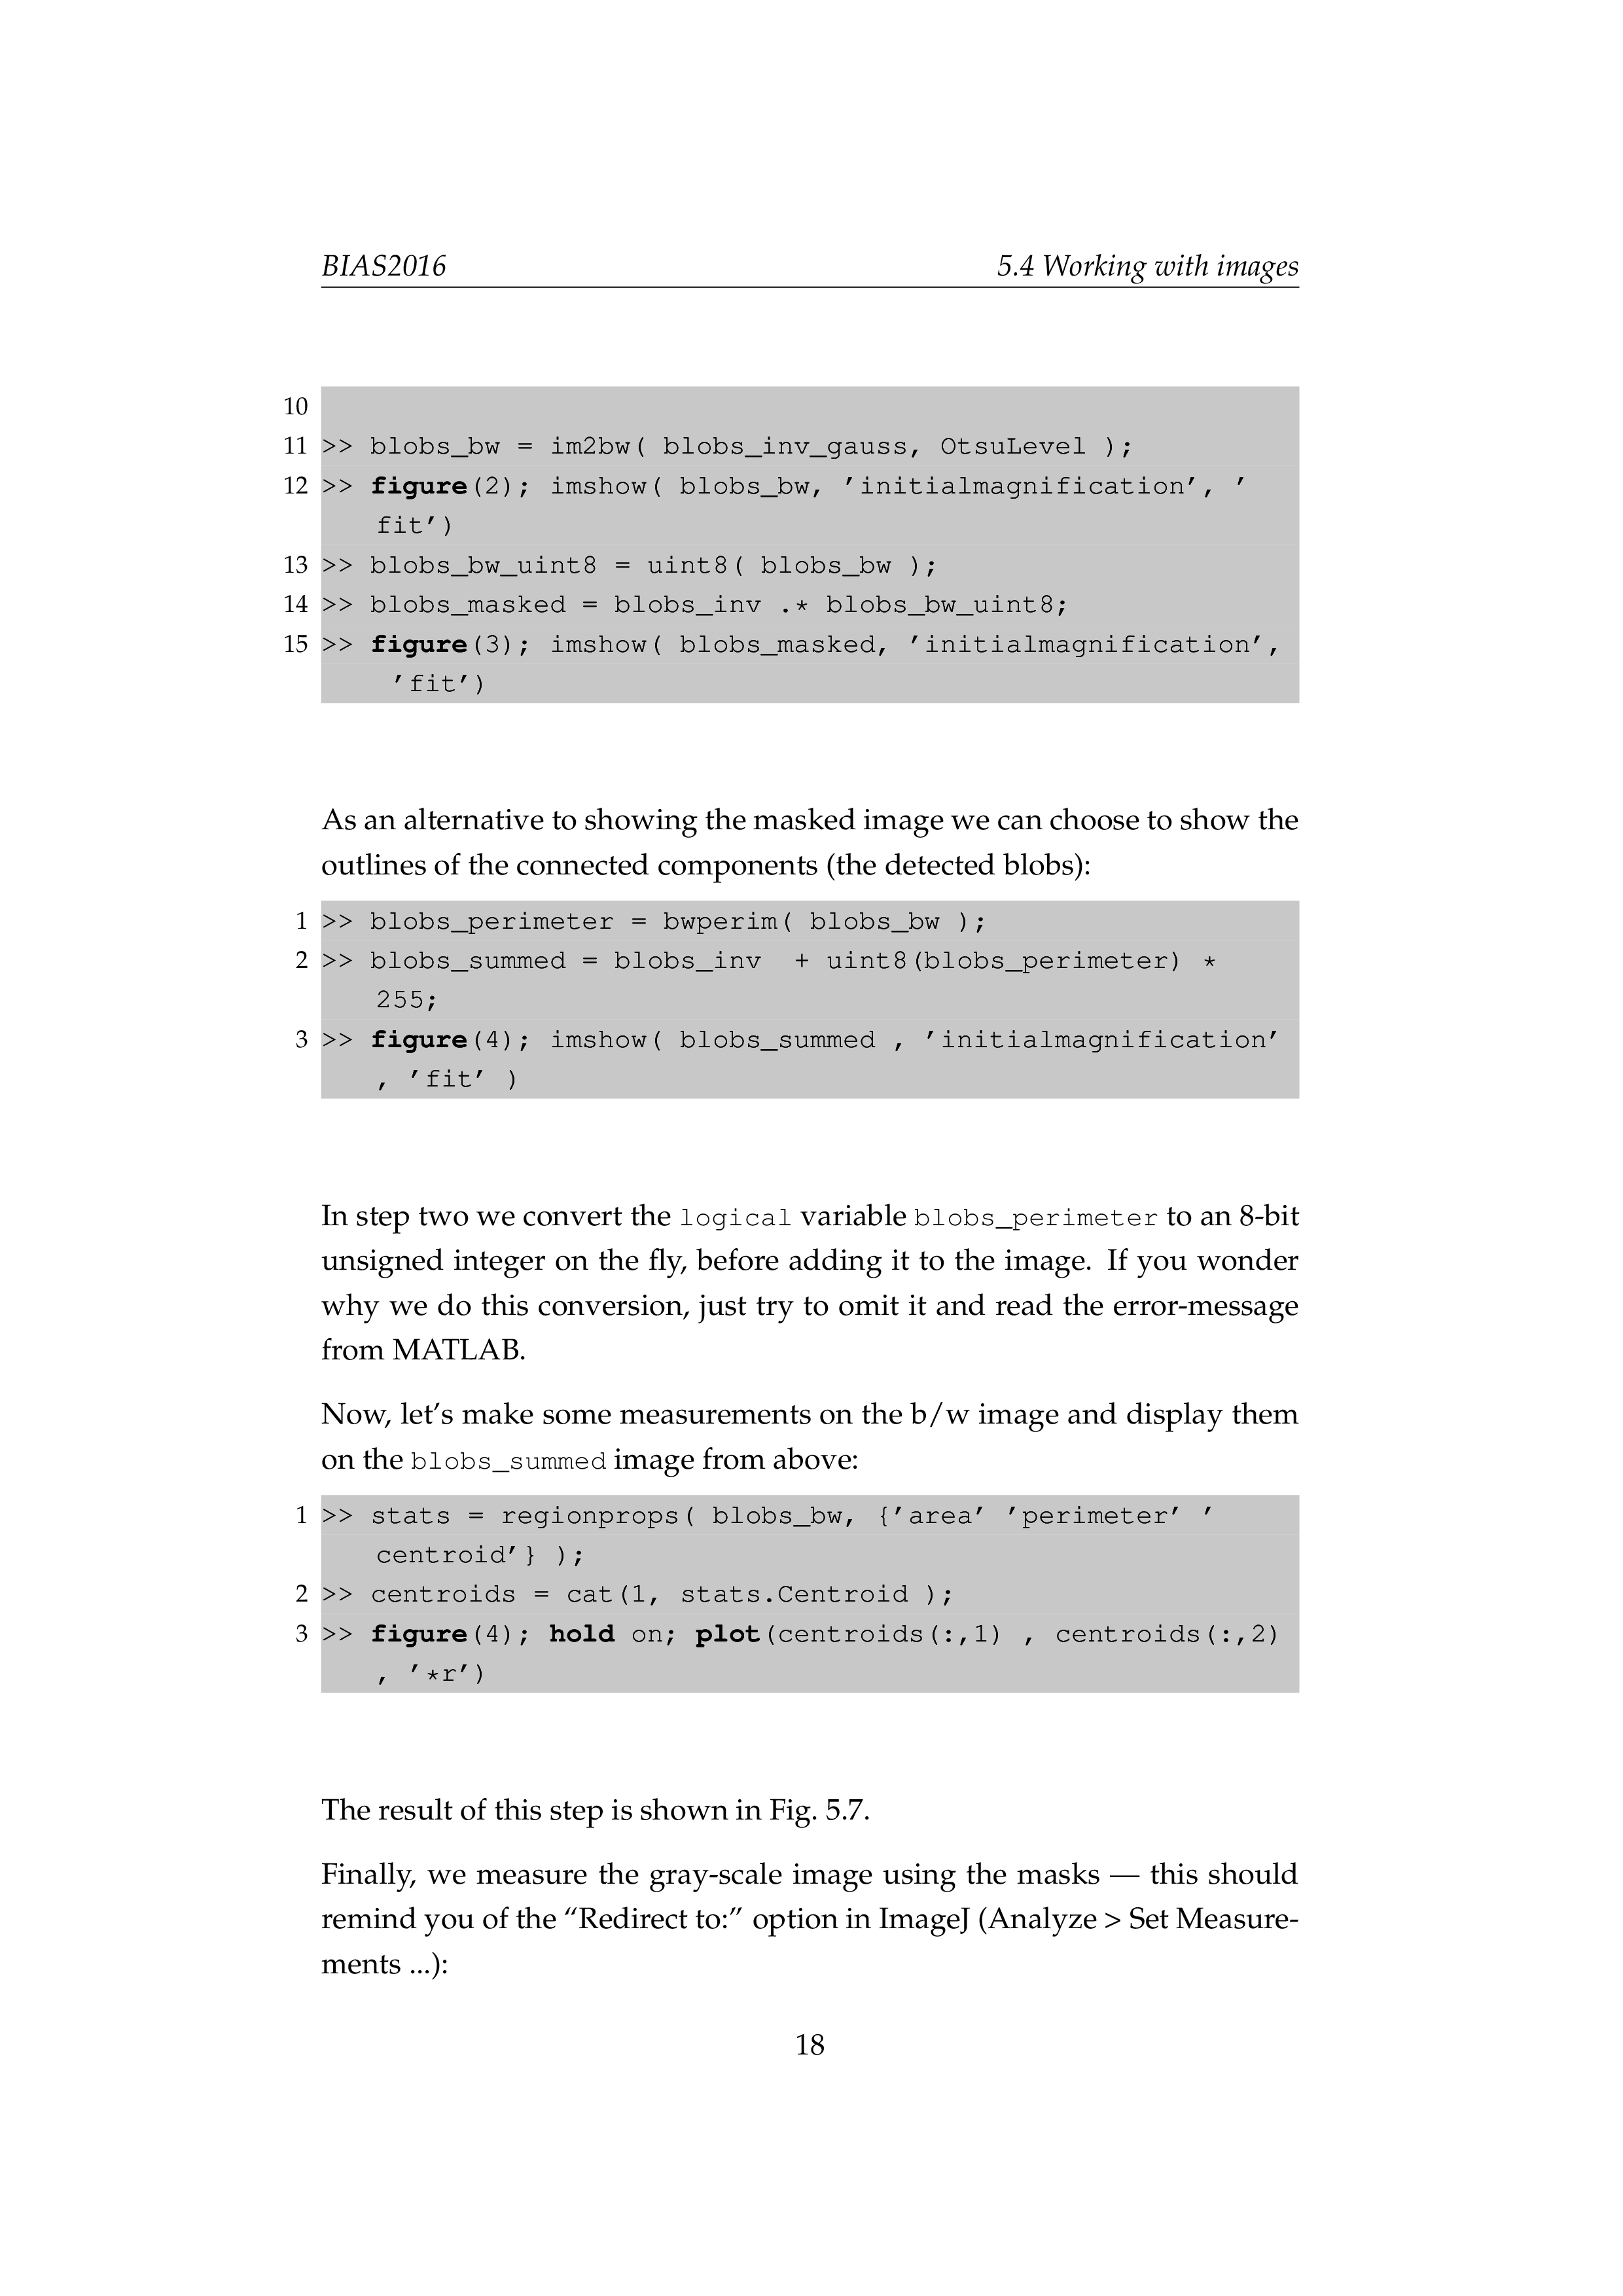 BIAS2016 5.4 Working with images
10
11 >> blobs_bw = im2bw( blobs_inv_gauss, OtsuLevel );
12 >> figure(2); imshow( blobs_bw, 'initialmagnification', '
fit')
13 >> blobs_bw_uint8 = uint8( blobs_bw );
14 >> blobs_masked = blobs_inv .* blobs_bw_uint8;
15 >> figure(3); imshow( blobs_masked, 'initialmagnification',
'fit')
As an alternative to showing the masked image we can choose to show the
outlines of the connected components (the detected blobs):
1 >> blobs_perimeter = bwperim( blobs_bw );
2 >> blobs_summed = blobs_inv  + uint8(blobs_perimeter) *
255;
3 >> figure(4); imshow( blobs_summed , 'initialmagnification'
, 'fit' )
In step two we convert the logical variable blobs_perimeter to an 8-bit
unsigned integer on the fly, before adding it to the image. If you wonder
why we do this conversion, just try to omit it and read the error-message
from MATLAB.
Now, let's make some measurements on the b/w image and display them
on the blobs_summed image from above:
1 >> stats = regionprops( blobs_bw, {'area' 'perimeter' '
centroid'} );
2 >> centroids = cat(1, stats.Centroid );
3 >> figure(4); hold on; plot(centroids(:,1) , centroids(:,2)
, '*r')
The result of this step is shown in Fig. 5.7.
Finally, we measure the gray-scale image using the masks — this should
remind you of the “Redirect to:” option in ImageJ (Analyze > Set Measure-
ments ...):
18